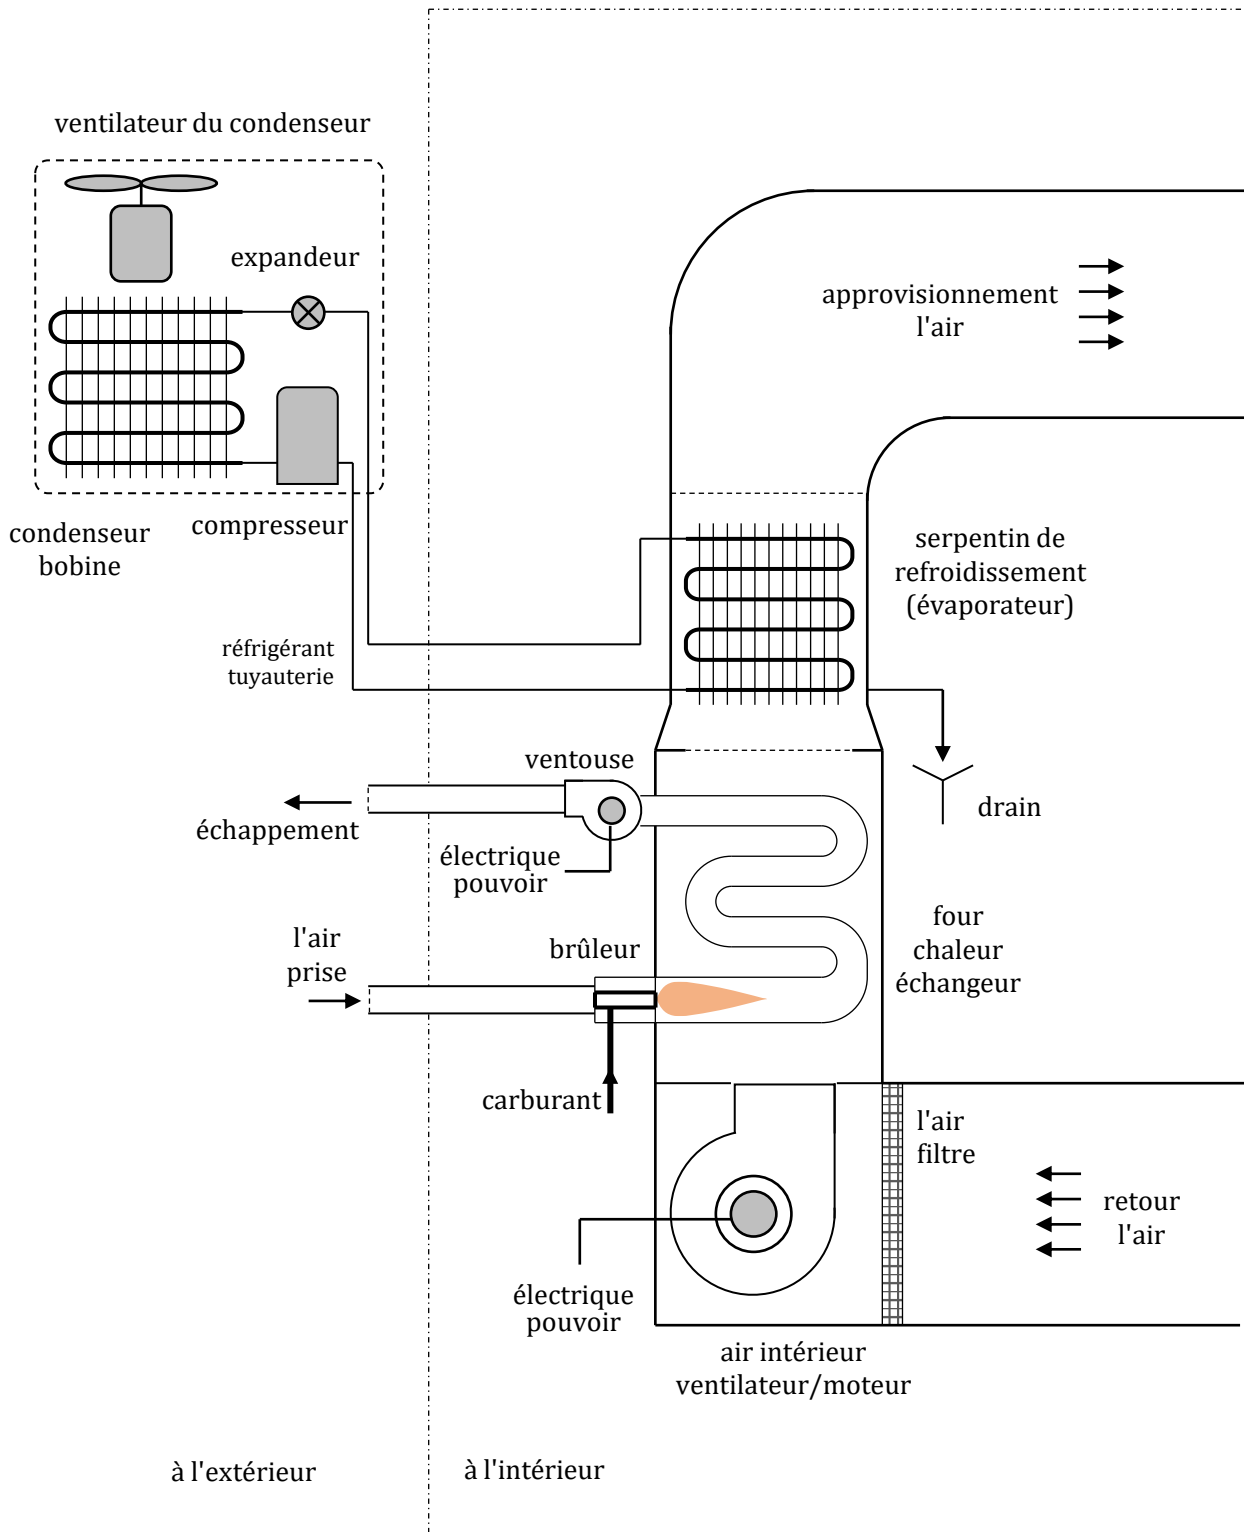 ventilateur du condenseur
expandeur
approvisionnement
l'air
compresseur
condenseur
bobine
serpentin de
refroidissement
(évaporateur)
réfrigérant
tuyauterie
ventouse
échappement
drain
électrique
pouvoir
l'air
prise
brûleur
four
chaleur
échangeur
carburant
l'air
filtre
retour
l'air
électrique
pouvoir
air intérieur
ventilateur/moteur
à l'extérieur
à l'intérieur